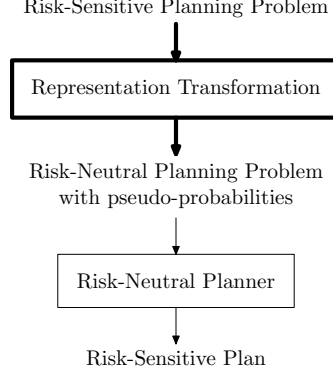 Risk-Sensitive Planning Problem
Representation Transformation
Risk-Neutral Planning Problem
with pseudo-probabilities
Risk-Neutral Planner
Risk-Sensitive Plan